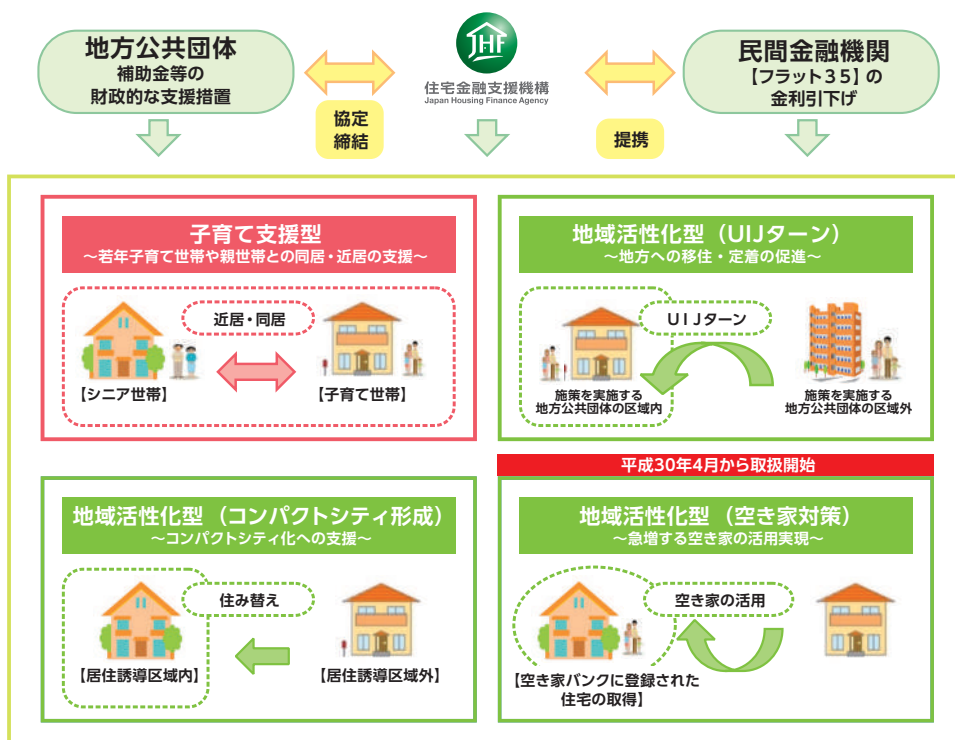 地方公共団体
補助金等の
財政的な支援措置
JHF
住宅金融支援機構
Japan Housing Finance Agency
民間金融機関
【フラット35】の
金利引下げ
協定
締結
提携
子育て支援型
～若年子育て世帯や親世帯との同居・近居の支援～
近居・同居
【シニア世帯】
【子育て世帯】
地域活性化型（UIJターン）
～地方への移住・定着の促進～
UIJターン
施策を実施する
地方公共団体の区域内
施策を実施する
地方公共団体の区域外
地域活性化型（コンパクトシティ形成）
～コンパクトシティ化への支援～
住み替え
【居住誘導区域内】
【居住誘導区域外】
平成30年4月から取扱開始
地域活性化型（空き家対策）
～急増する空き家の活用実現～
空き家の活用
【空き家バンクに登録された
住宅の取得】